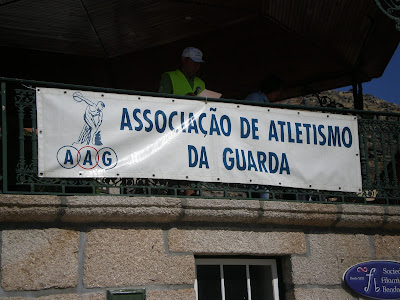 ASSOCIAÇÃO DE ATLETISMO
DA GUARDA
AAG